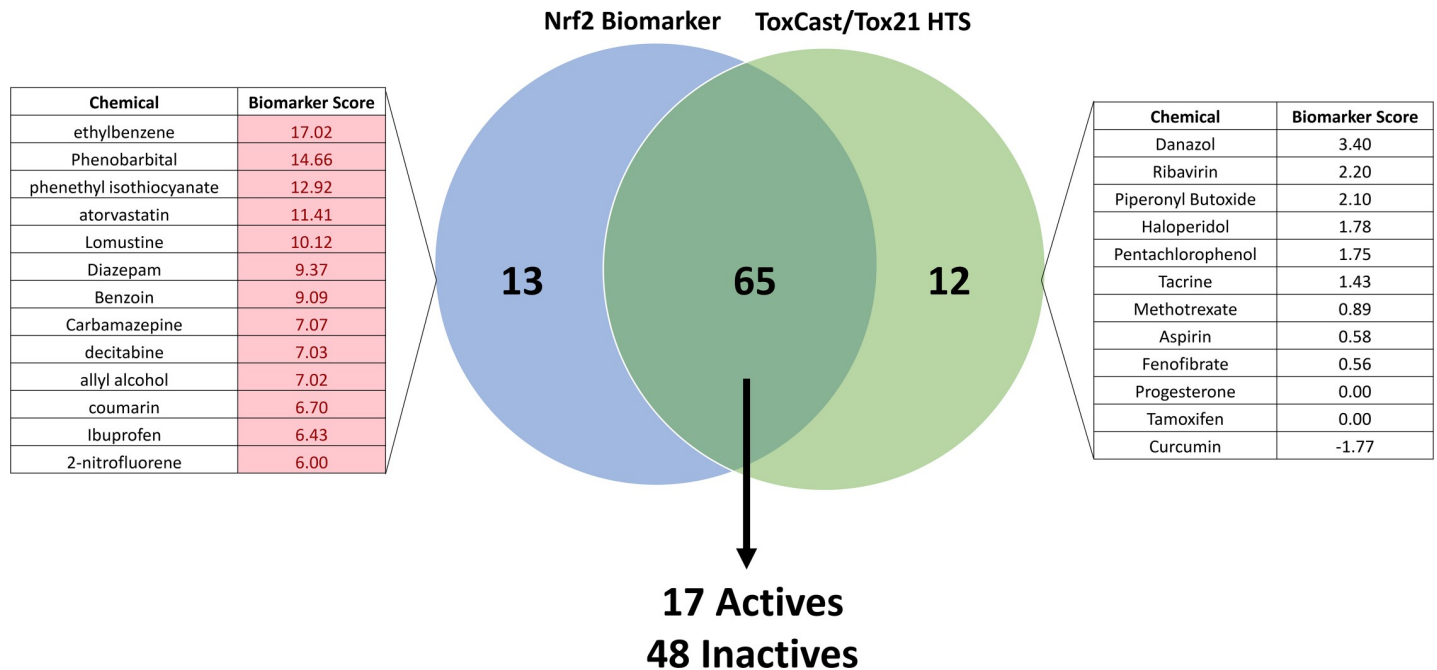 Nrf2 Biomarker ToxCast/Tox21 HTS
Chemical Biomarker Score
ethylbenzene 17.02
Phenobarbital 14.66
phenethyl isothiocyanate 12.92
atorvastatin 11.41
Lomustine 10.12
Diazepam 9.37
Benzoin 9.09
Carbamazepine 7.07
decitabine 7.03
allyl alcohol 7.02
coumarin 6.70
Ibuprofen 6.43
2-nitrofluorene 6.00
13
65
12
Chemical Biomarker Score
Danazol 3.40
Ribavirin 2.20
Piperonyl Butoxide 2.10
Haloperidol 1.78
Pentachlorophenol 1.75
Tacrine 1.43
Methotrexate 0.89
Aspirin 0.58
Fenofibrate 0.56
Progesterone 0.00
Tamoxifen 0.00
Curcumin -1.77
17 Actives
48 Inactives